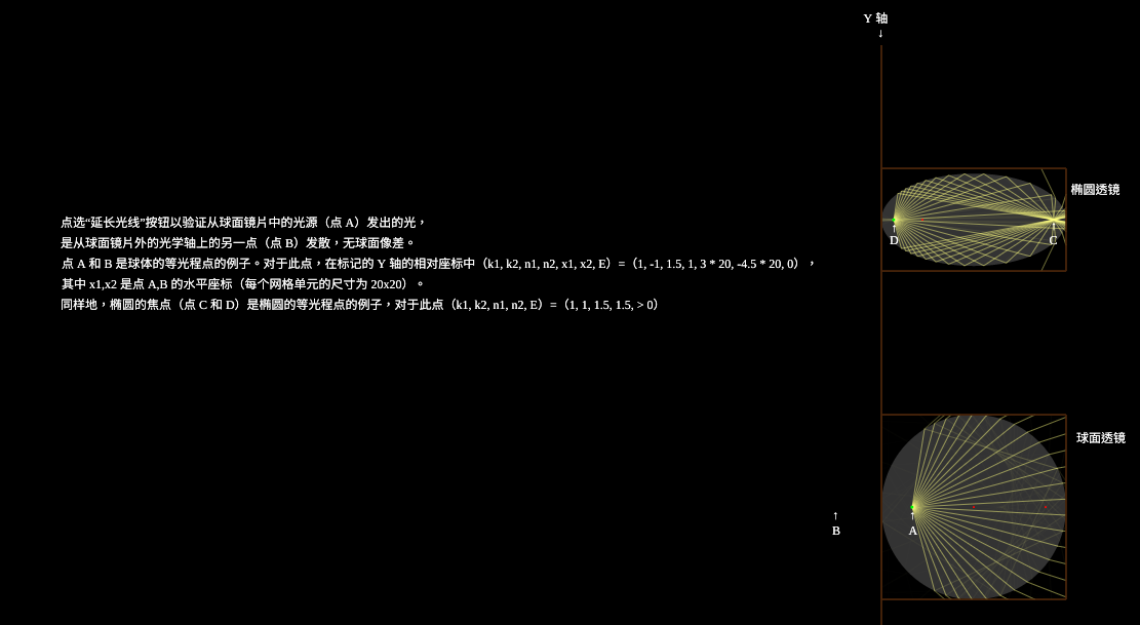 Y 轴
↓
椭圆透镜
点选“延长光线”按钮以验证从球面镜片中的光源（点 A）发出的光，
是从球面镜片外的光学轴上的另一点（点 B）发散，无球面像差。
点 A 和 B 是球体的等光程点的例子。对于此点，在标记的 Y 轴的相对座标中（k1, k2, n1, n2, x1, x2, E）=（1, -1, 1.5, 1, 3 * 20, -4.5 * 20, 0），
其中 x1,x2 是点 A,B 的水平座标（每个网格单元的尺寸为 20x20）。
同样地，椭圆的焦点（点 C 和 D）是椭圆的等光程点的例子，对于此点（k1, k2, n1, n2, E）=（1, 1, 1.5, 1.5, > 0）
↑ ↑
D C
球面透镜
↑ ↑
B A